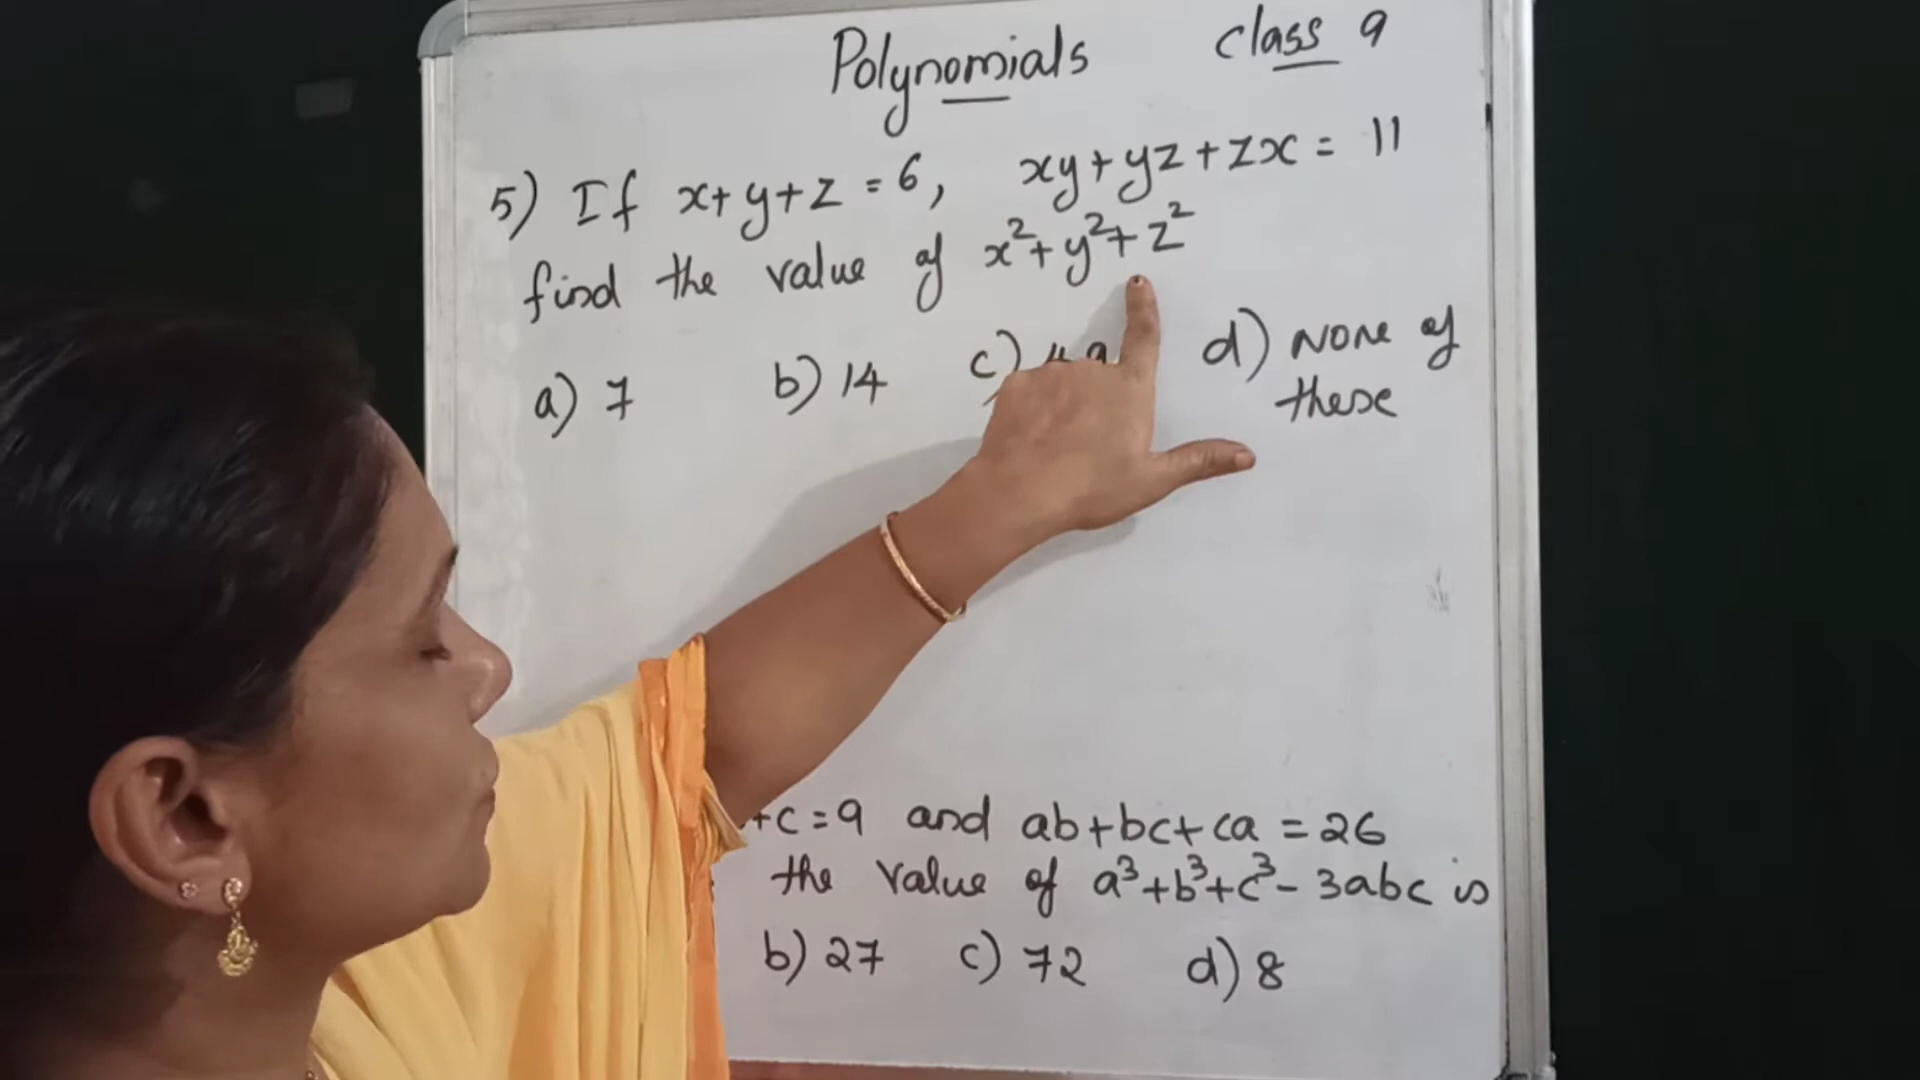 Polynomials class 9
5) If x+y+z=6, xy+yz+zx = 11
find the value of x²+y²+z²
a) 7 b) 14 c) d) None of
these
+c=9 and ab+bc+ca=26
the value of a³+b³+c³-3abc is
b) 27 c) 72 d) 8